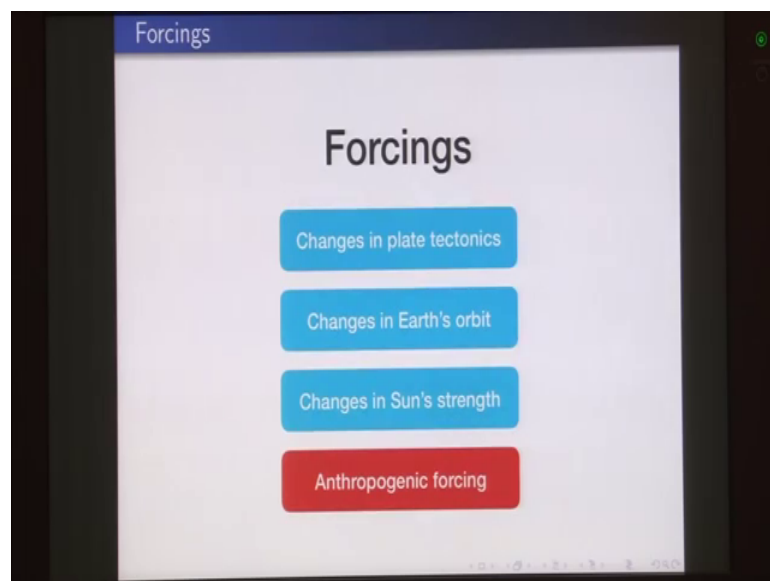 Forcings
Forcings
Changes in plate tectonics
Changes in Earth's orbit
Changes in Sun's strength
Anthropogenic forcing